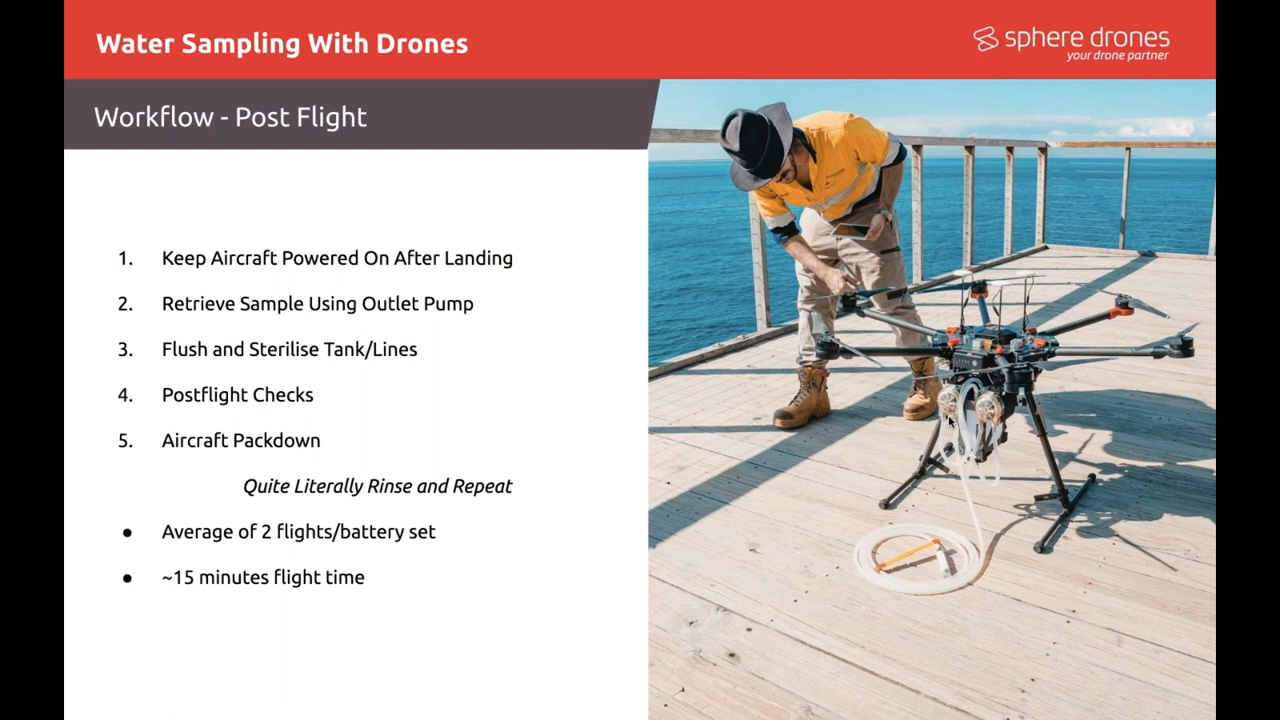 Water Sampling With Drones
sphere drones
your drone partner
Workflow - Post Flight
1. Keep Aircraft Powered On After Landing
2. Retrieve Sample Using Outlet Pump
3. Flush and Sterilise Tank/Lines
4. Postflight Checks
5. Aircraft Packdown
Quite Literally Rinse and Repeat
● Average of 2 flights/battery set
● ~15 minutes flight time